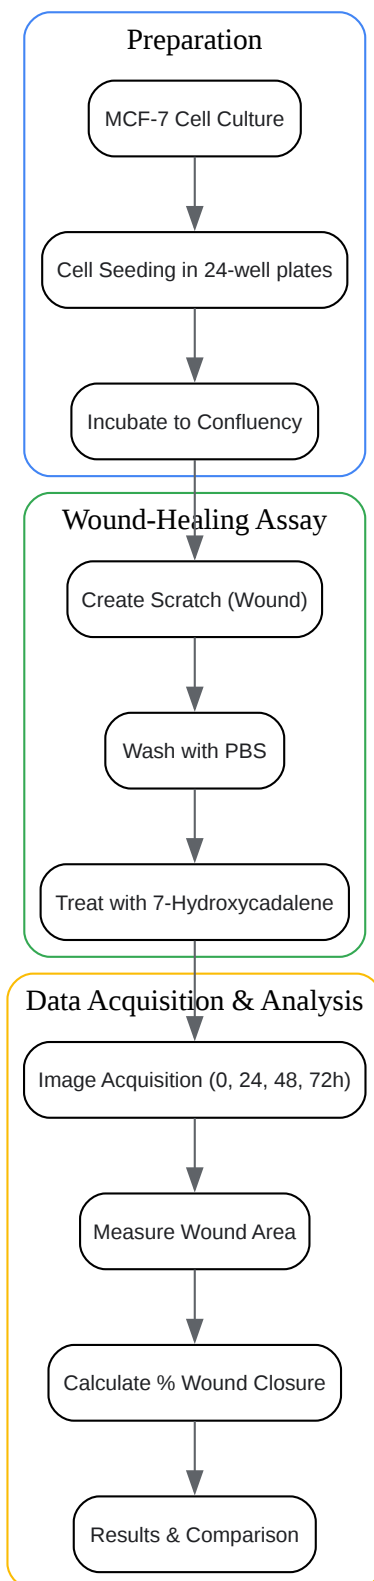 Preparation
MCF-7 Cell Culture
Cell Seeding in 24-well plates
Incubate to Confluency
Wound-Healing Assay
Create Scratch (Wound)
Wash with PBS
Treat with 7-Hydroxycadalene
Data Acquisition & Analysis
Image Acquisition (0, 24, 48, 72h)
Measure Wound Area
Calculate % Wound Closure
Results & Comparison